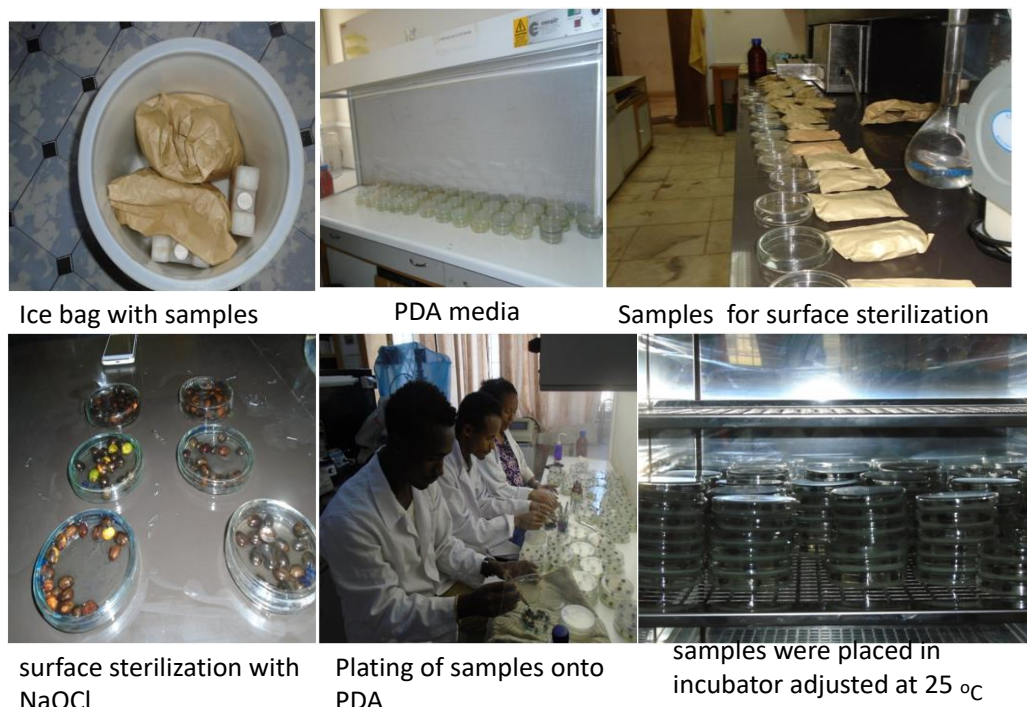 Ice bag with samples
PDA media
Samples for surface sterilization
surface sterilization with
NaOCl
Plating of samples onto
PDA
samples were placed in
incubator adjusted at 25 ᵒC